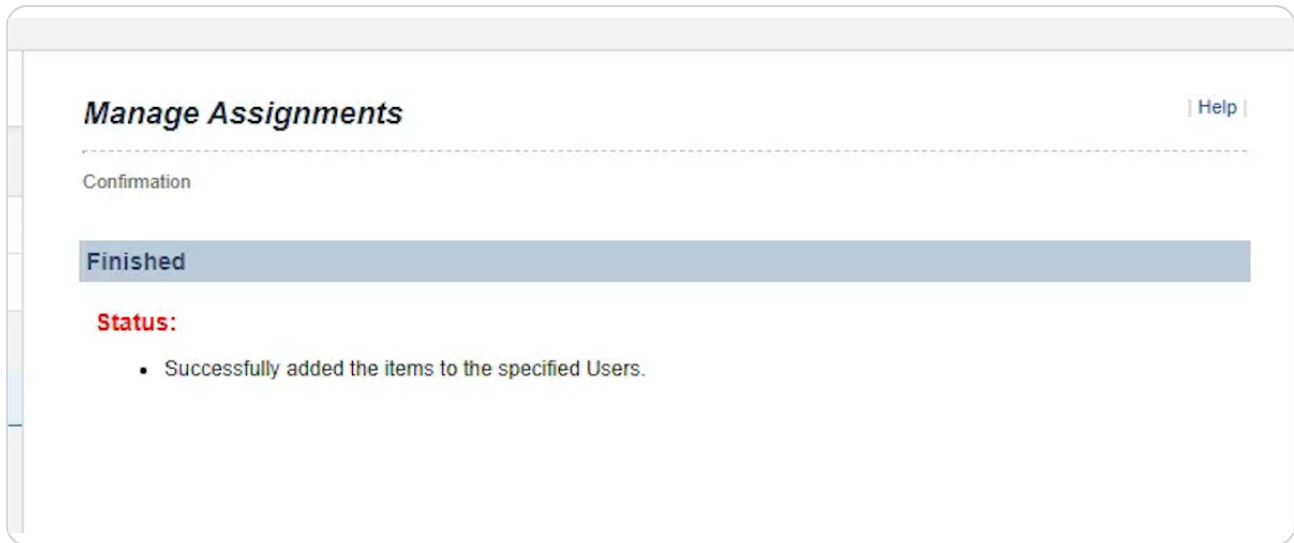 Manage Assignments
| Help |
Confirmation
Finished
Status:
• Successfully added the items to the specified Users.